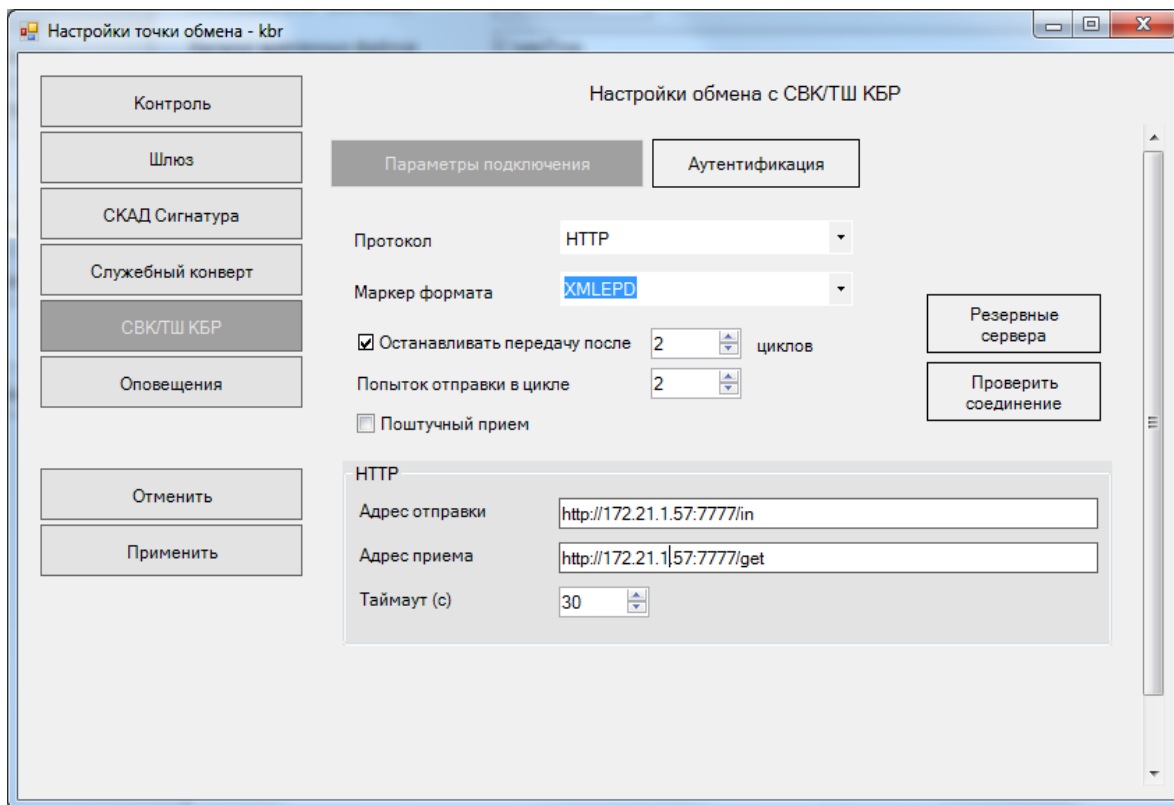 Настройки точки обмена - kbr
Контроль
Шлюз
СКАД Сигнатура
Служебный конверт
СВК/ТШ КБР
Оповещения
Отменить
Применить
Настройки обмена с СВК/ТШ КБР
Параметры подключения
Аутентификация
Протокол
HTTP
Маркер формата
XMLEPD
Останавливать передачу после
2
циклов
Попыток отправки в цикле
2
Поштучный прием
Резервные
сервера
Проверить
соединение
HTTP
Адрес отправки
http://172.21.1.57:7777/in
Адрес приема
http://172.21.1.57:7777/get
Таймаут (с)
30